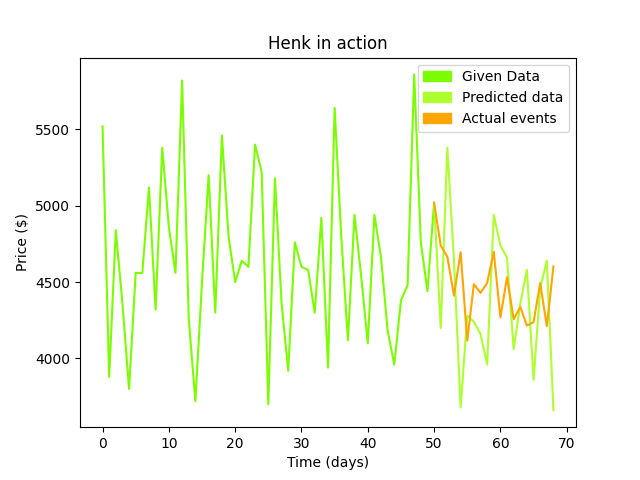 Henk in action
Given Data
Predicted data
Actual events
Price ($)
5500
5000
4500
4000
0 10 20 30 40 50 60 70
Time (days)